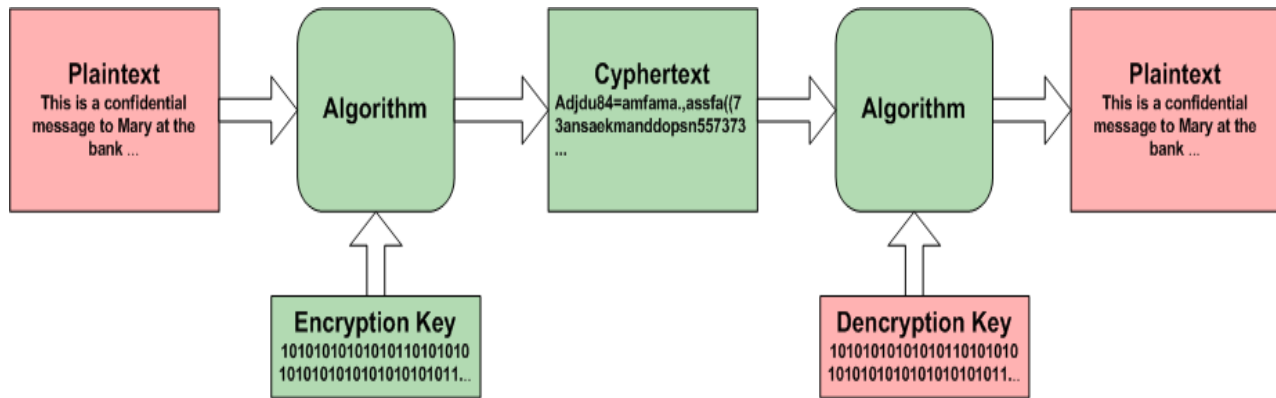 Plaintext
This is a confidential
message to Mary at the
bank ...
Algorithm
Cyphertext
Adjdu84=amfama.,assfa((7
3ansaekmanddopsn557373
...
Algorithm
Plaintext
This is a confidential
message to Mary at the
bank ...
Encryption Key
10101010101010110101010
1010101010101010101011...
Dencryption Key
10101010101010110101010
1010101010101010101011...